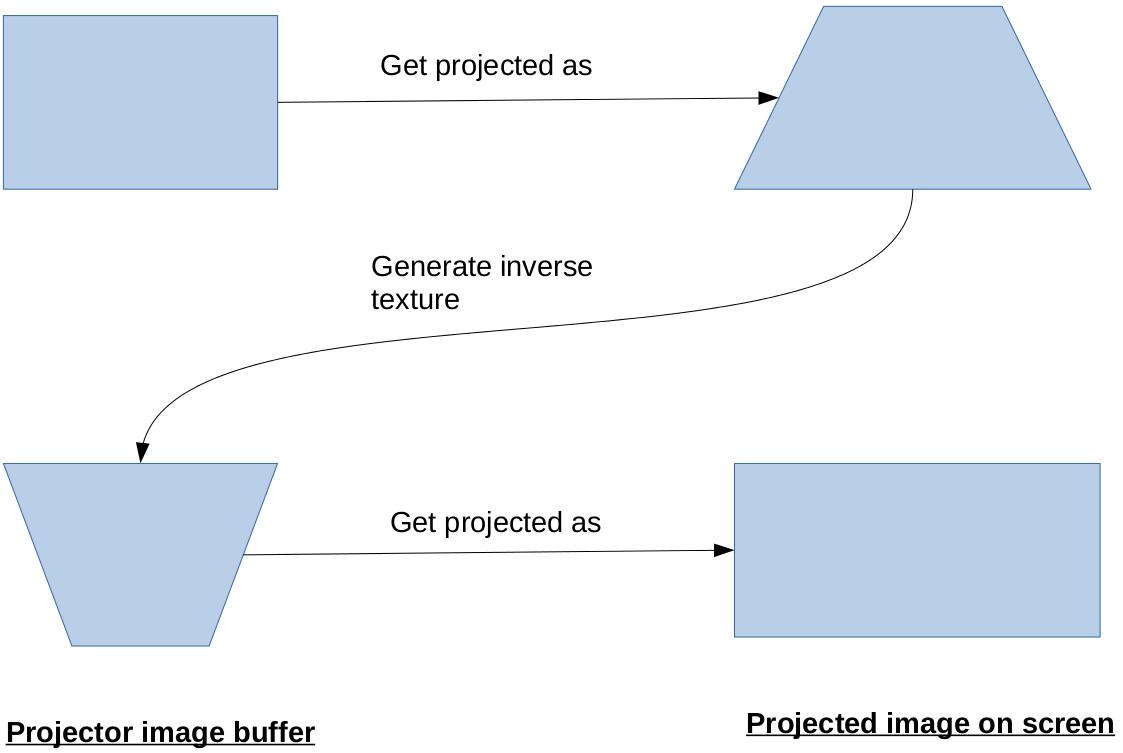 Get projected as
Generate inverse
texture
Get projected as
Projector image buffer
Projected image on screen